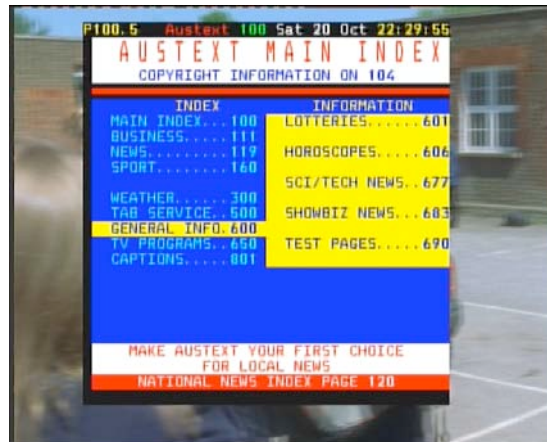 P100.5 Austext 100 Sat 20 Oct 22:29:55
AUSTEXT MAIN INDEX
COPYRIGHT INFORMATION ON 104
INDEX INFORMATION
MAIN INDEX...100 LOTTERIES......601
BUSINESS.....111
NEWS.........119 HOROSCOPES.....606
SPORT........160
SCI/TECH NEWS..677
WEATHER......300
TAB SERVICE..500 SHOWBIZ NEWS...683
GENERAL INFO.600
TV PROGRAMS..650 TEST PAGES.....690
CAPTIONS.....801
MAKE AUSTEXT YOUR FIRST CHOICE
FOR LOCAL NEWS
NATIONAL NEWS INDEX PAGE 120